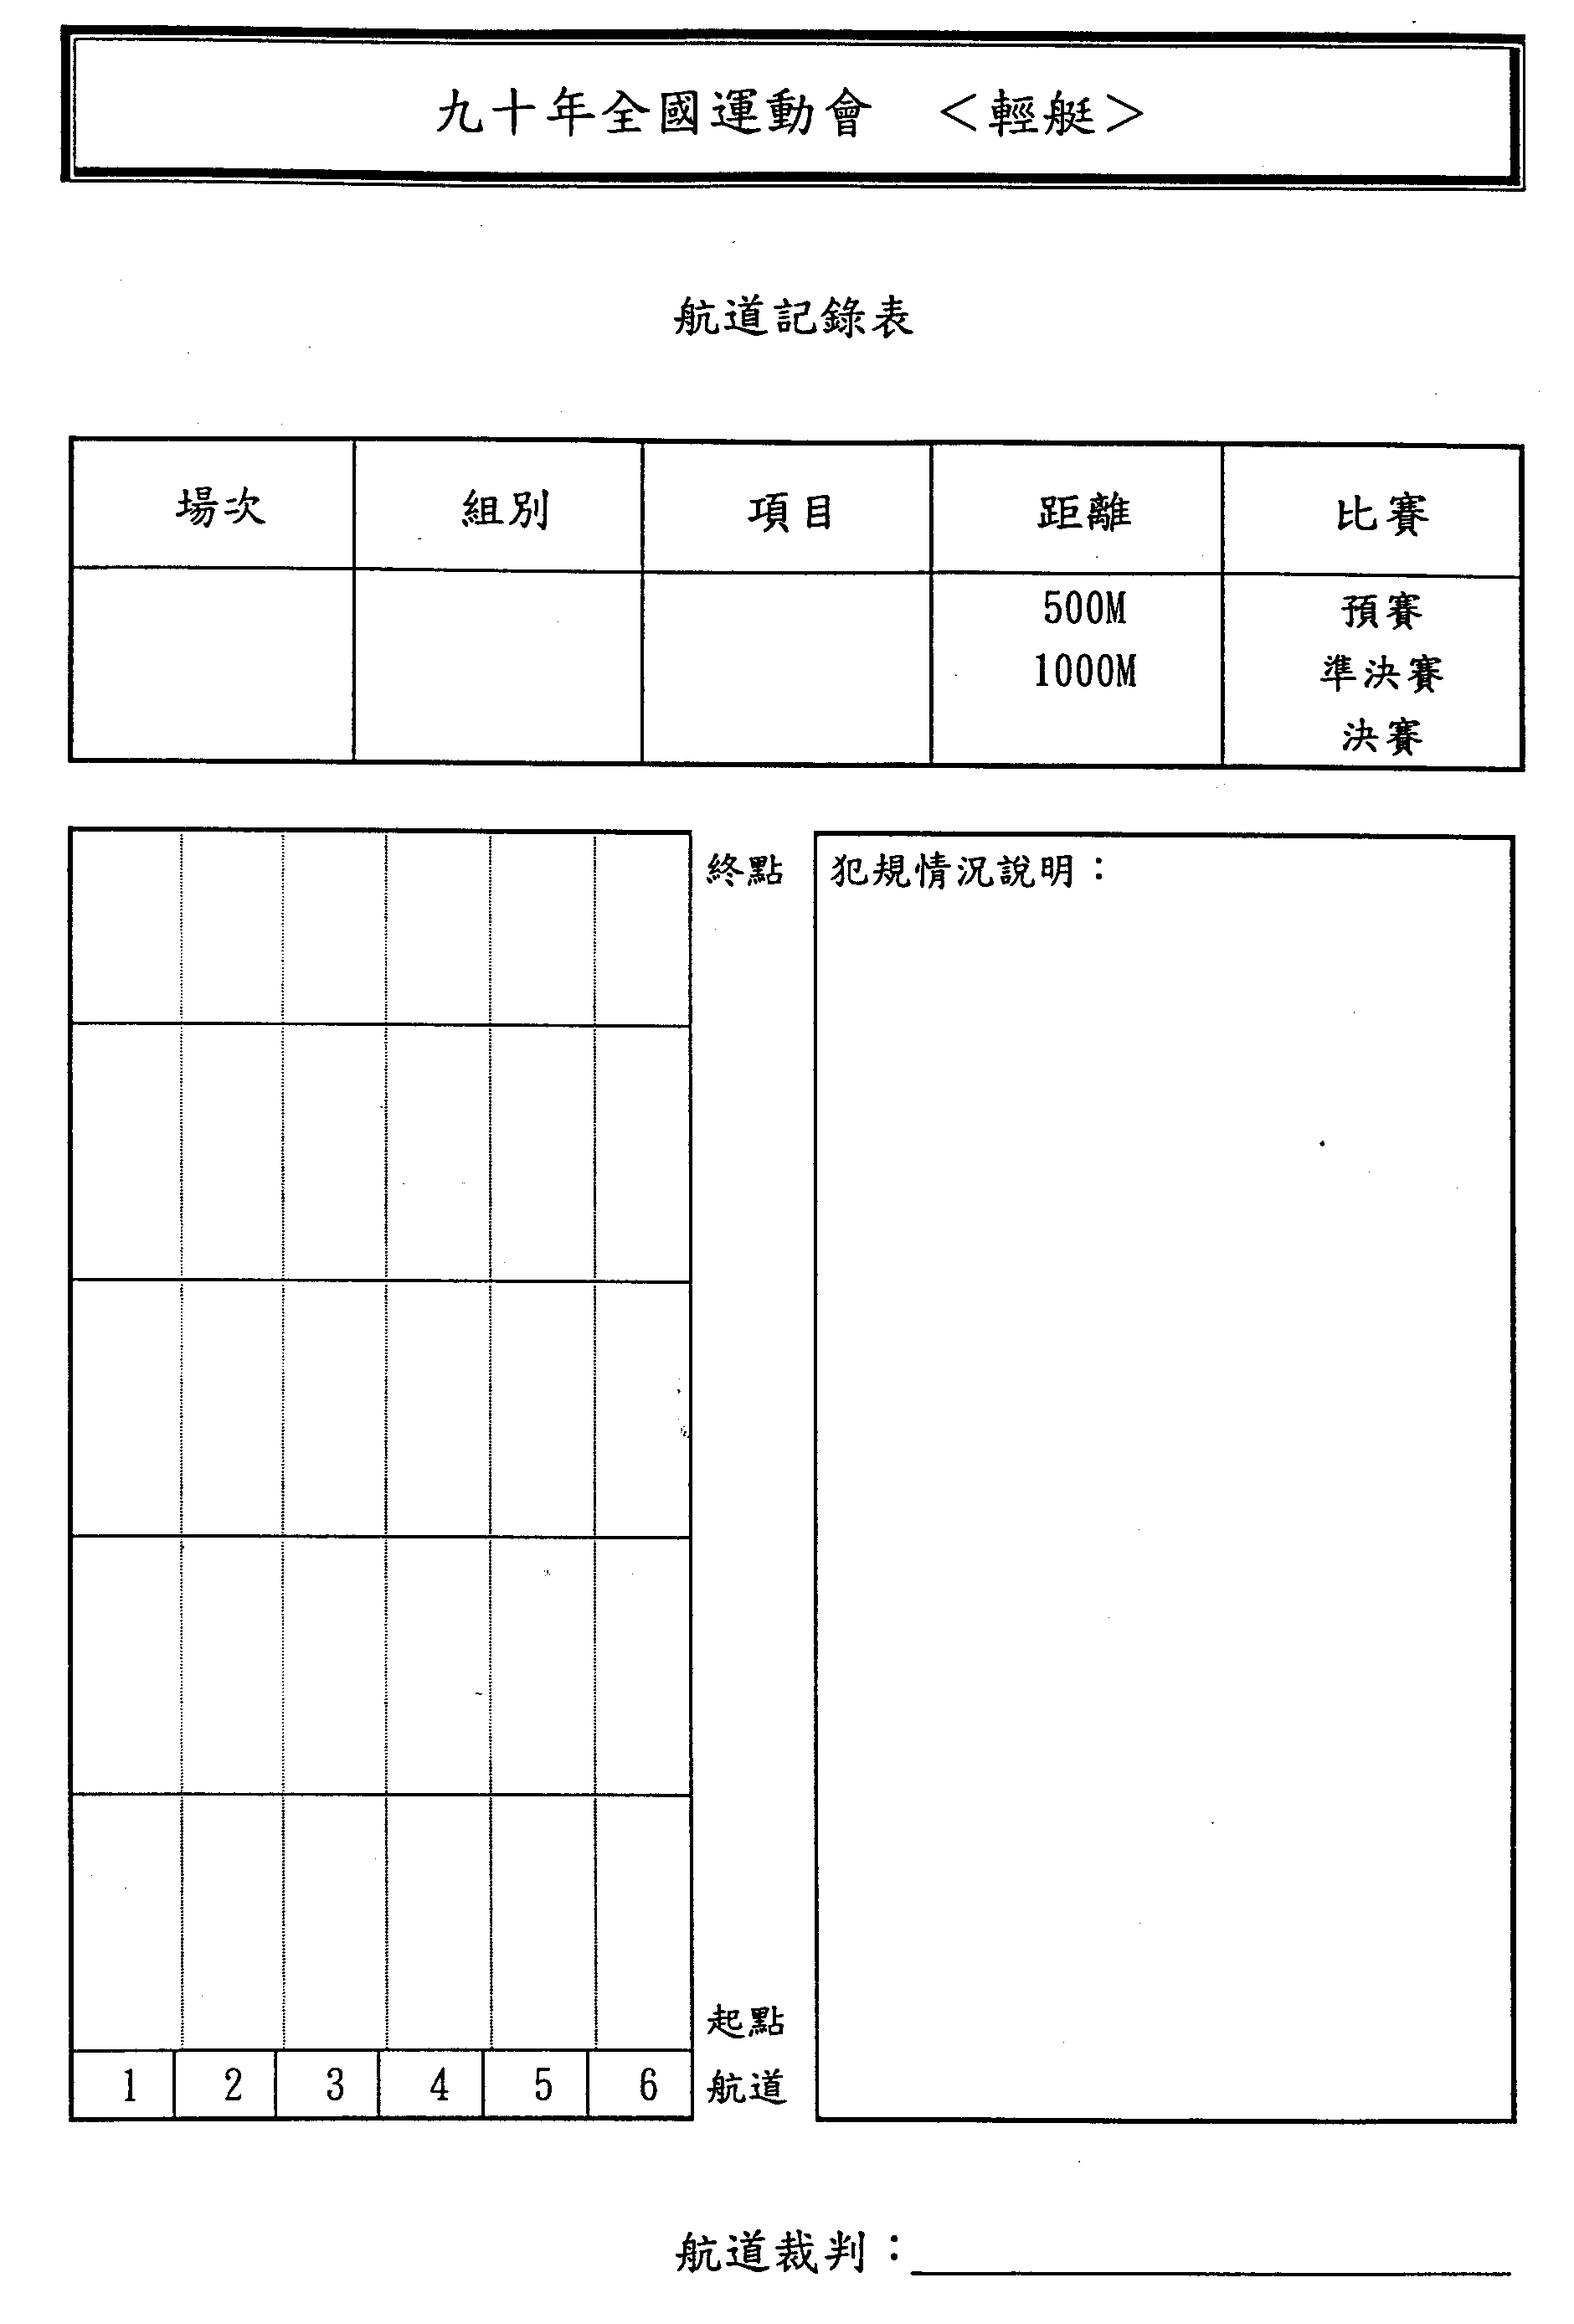 九十年全國運動會　＜輕艇＞
航道記錄表
場次　組別　項目　距離　比賽
500M　預賽
1000M　準決賽
決賽
終點　犯規情況說明：
起點
1　2　3　4　5　6　航道
航道裁判：